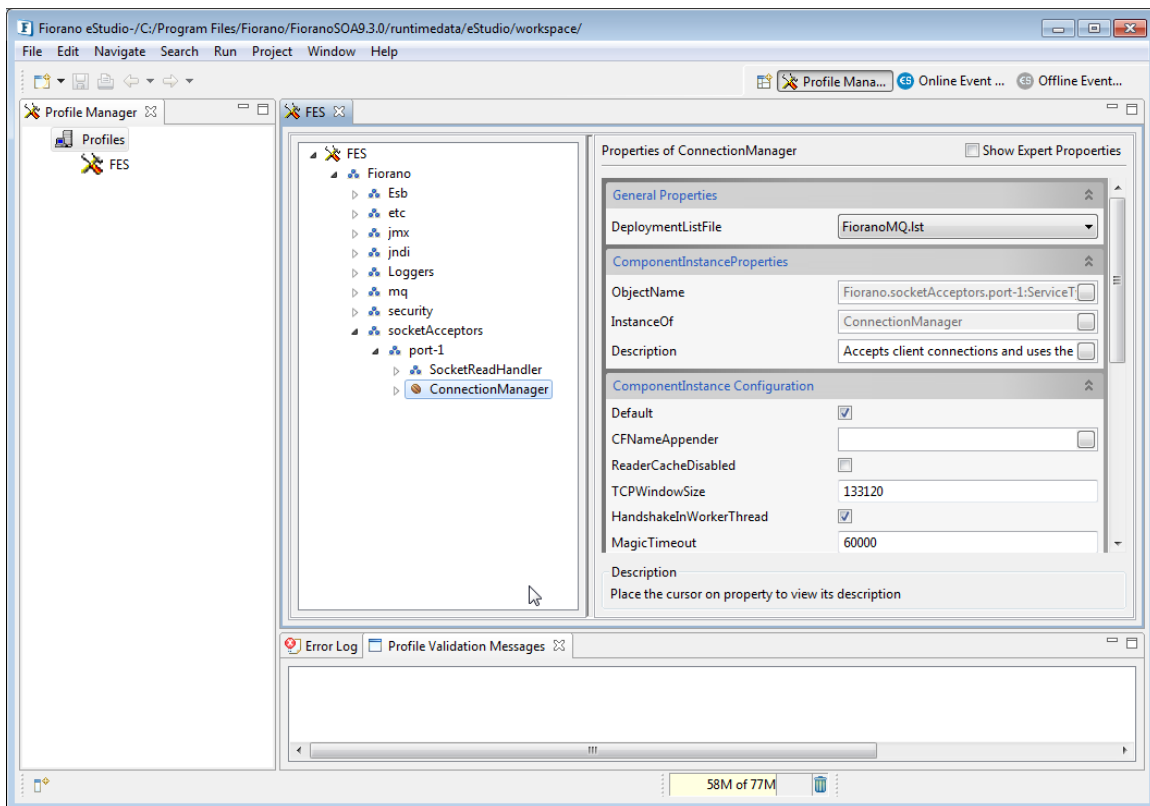 Fiorano eStudio-/C:/Program Files/Fiorano/FioranoSOA9.3.0/runtimedata/eStudio/workspace/
File Edit Navigate Search Run Project Window Help
Profile Mana... Online Event ... Offline Event...
Profile Manager
Profiles
FES
FES
FES
Fiorano
Esb
etc
jmx
jndi
Loggers
mq
security
socketAcceptors
port-1
SocketReadHandler
ConnectionManager
Properties of ConnectionManager
Show Expert Propoerties
General Properties
DeploymentListFile FioranoMQ.lst
ComponentInstanceProperties
ObjectName Fiorano.socketAcceptors.port-1:ServiceT
InstanceOf ConnectionManager
Description Accepts client connections and uses the
ComponentInstance Configuration
Default
CFNameAppender
ReaderCacheDisabled
TCPWindowSize 133120
HandshakeInWorkerThread
MagicTimeout 60000
Description
Place the cursor on property to view its description
Error Log Profile Validation Messages
58M of 77M